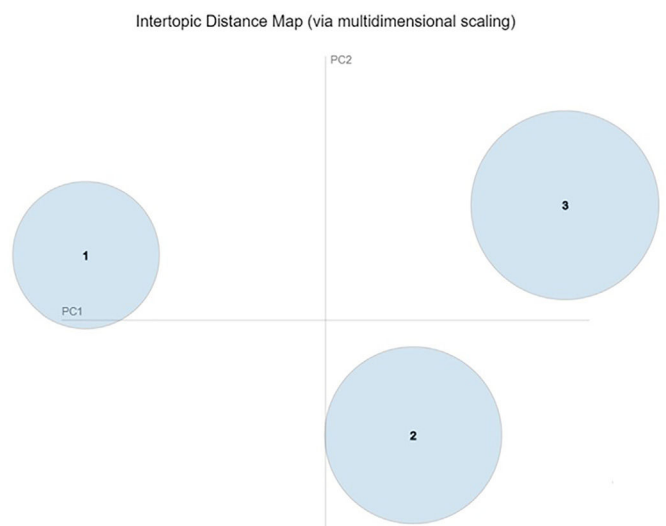 Intertopic Distance Map (via multidimensional scaling)
PC2
3
1
PC1
2